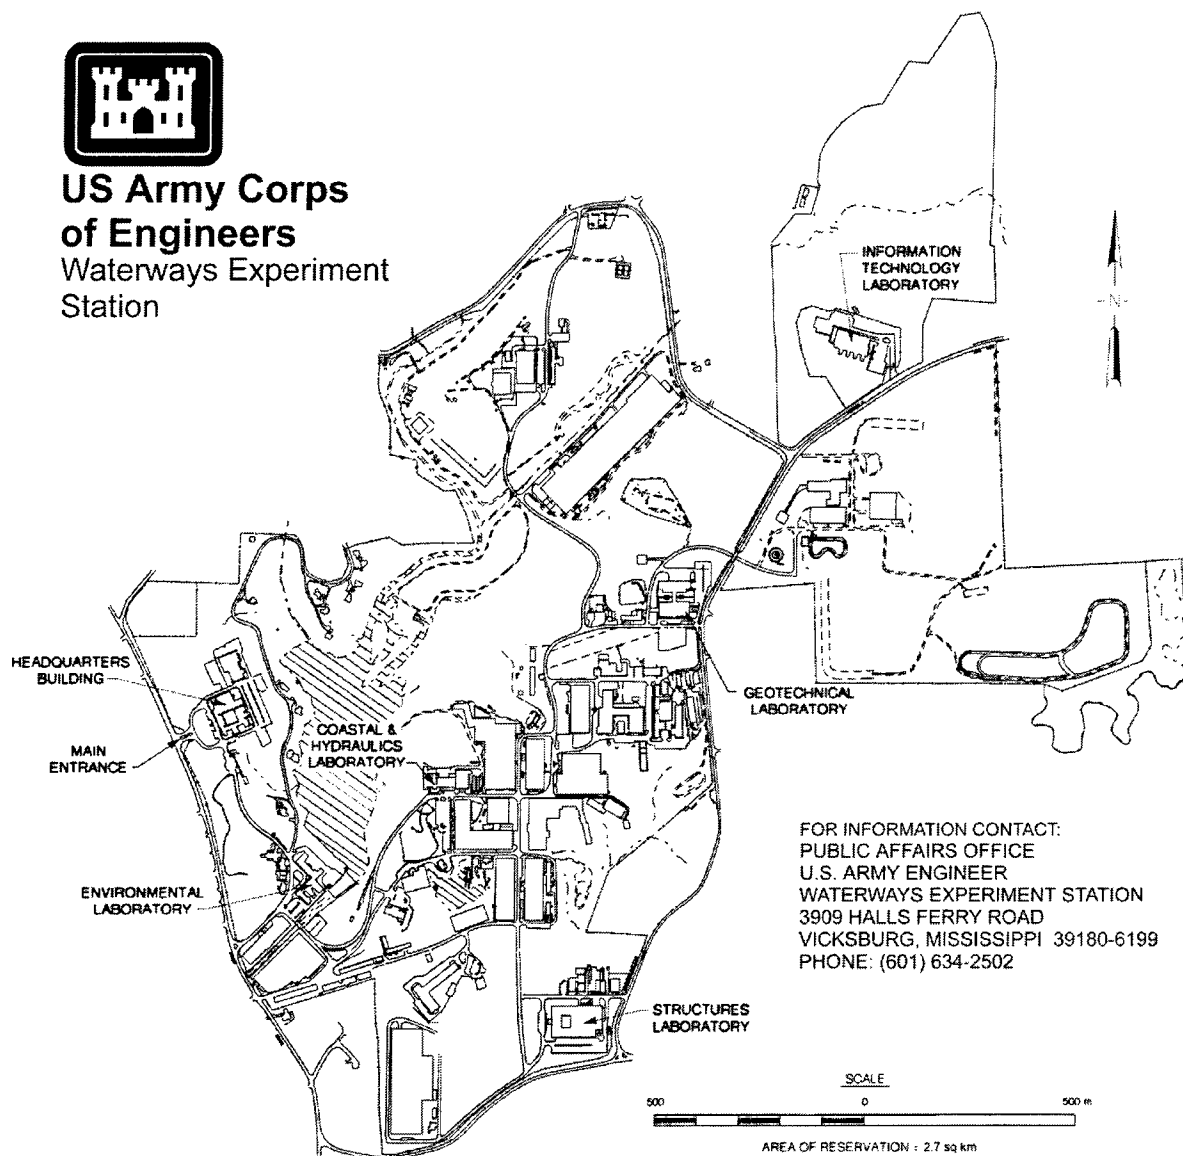 US Army Corps
of Engineers
Waterways Experiment
Station
INFORMATION
TECHNOLOGY
LABORATORY
N
HEADQUARTERS
BUILDING
MAIN
ENTRANCE
COASTAL &
HYDRAULICS
LABORATORY
GEOTECHNICAL
LABORATORY
ENVIRONMENTAL
LABORATORY
FOR INFORMATION CONTACT:
PUBLIC AFFAIRS OFFICE
U.S. ARMY ENGINEER
WATERWAYS EXPERIMENT STATION
3909 HALLS FERRY ROAD
VICKSBURG, MISSISSIPPI 39180-6199
PHONE: (601) 634-2502
STRUCTURES
LABORATORY
SCALE
500 0 500 m
AREA OF RESERVATION : 2.7 sq km